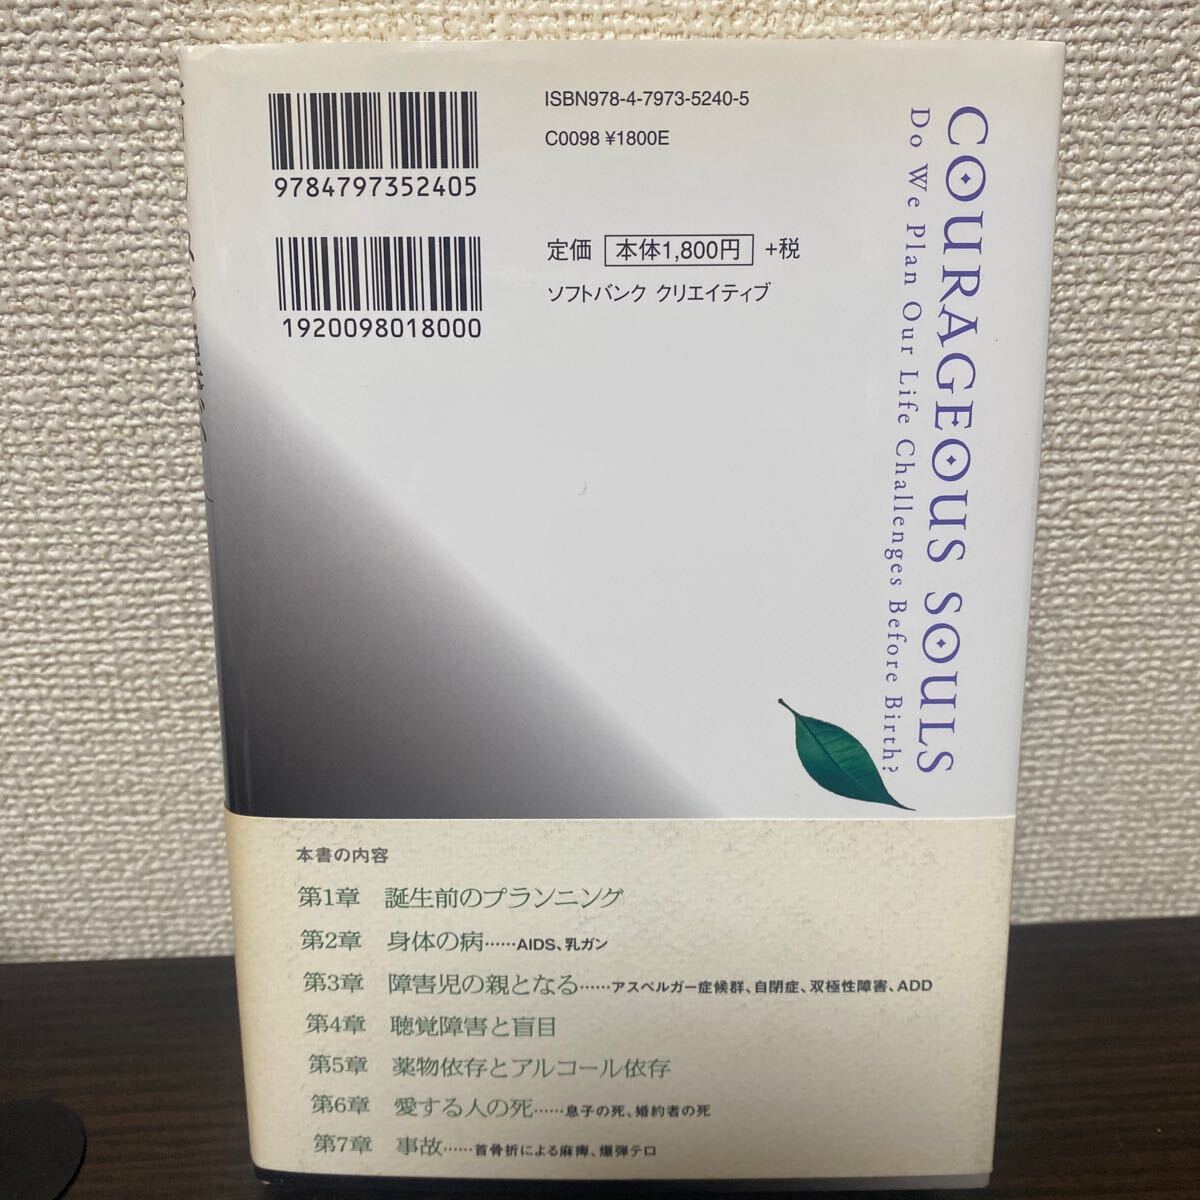 ISBN978-4-7973-5240-5
C0098 ¥1800E
9784797352405
定価 本体1,800円 +税
ソフトバンク クリエイティブ
1920098018000
COURAGEOUS SOULS
Do We Plan Our Life Challenges Before Birth?
本書の内容
第1章 誕生前のプランニング
第2章 身体の病……AIDS、乳ガン
第3章 障害児の親となる……アスペルガー症候群、自閉症、双極性障害、ADD
第4章 聴覚障害と盲目
第5章 薬物依存とアルコール依存
第6章 愛する人の死……息子の死、婚約者の死
第7章 事故……首骨折による麻痺、爆弾テロ